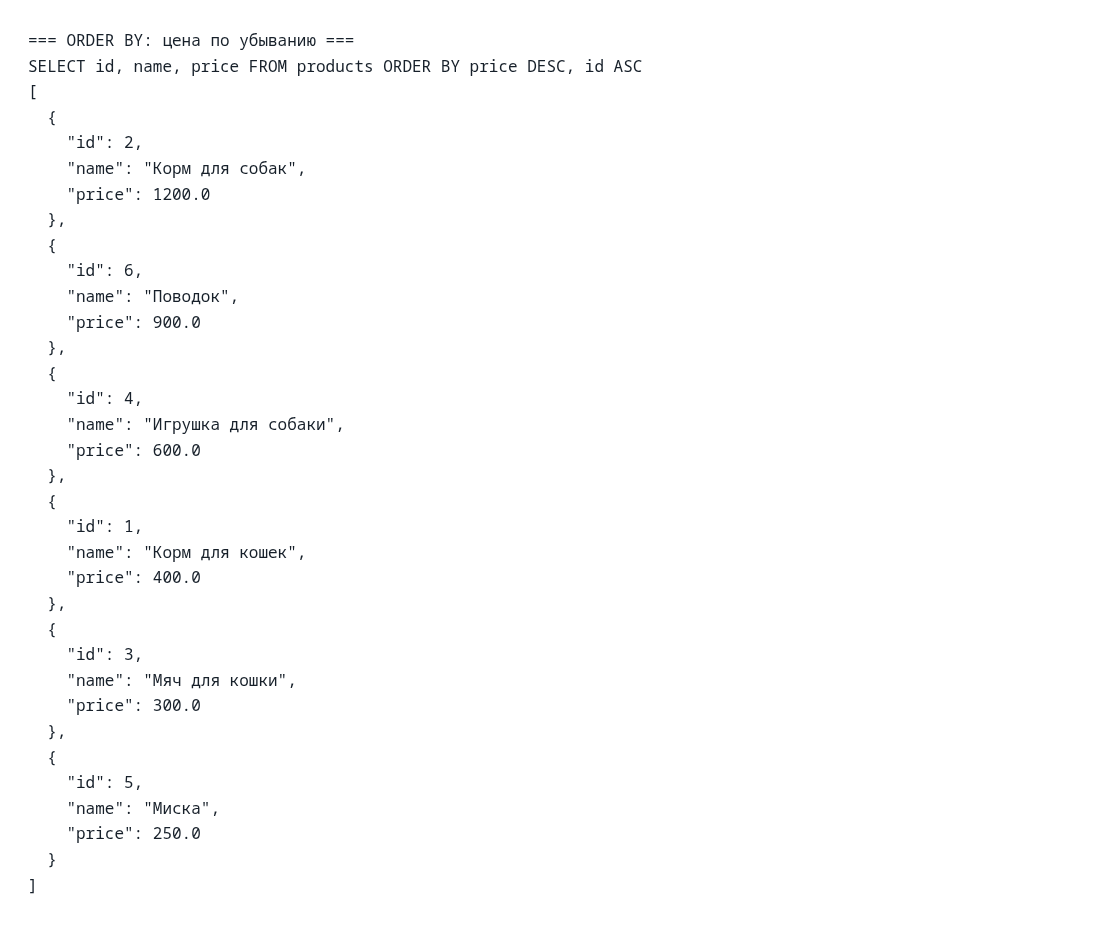 === ORDER BY: цена по убыванию ===
SELECT id, name, price FROM products ORDER BY price DESC, id ASC
[
  {
    "id": 2,
    "name": "Корм для собак",
    "price": 1200.0
  },
  {
    "id": 6,
    "name": "Поводок",
    "price": 900.0
  },
  {
    "id": 4,
    "name": "Игрушка для собаки",
    "price": 600.0
  },
  {
    "id": 1,
    "name": "Корм для кошек",
    "price": 400.0
  },
  {
    "id": 3,
    "name": "Мяч для кошки",
    "price": 300.0
  },
  {
    "id": 5,
    "name": "Миска",
    "price": 250.0
  }
]